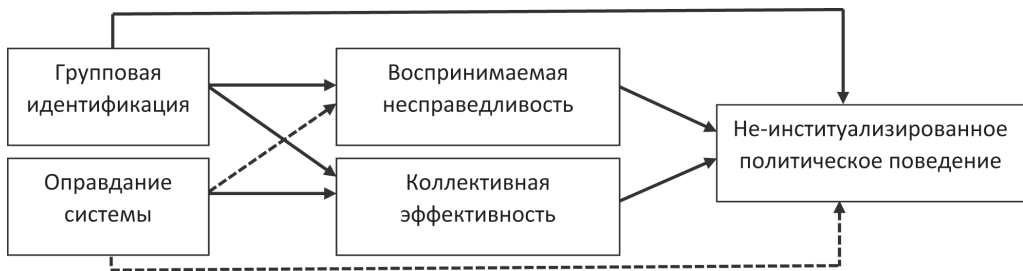 Групповая
идентификация
Воспринимаемая
несправедливость
Оправдание
системы
Коллективная
эффективность
Не-институализированное
политическое поведение